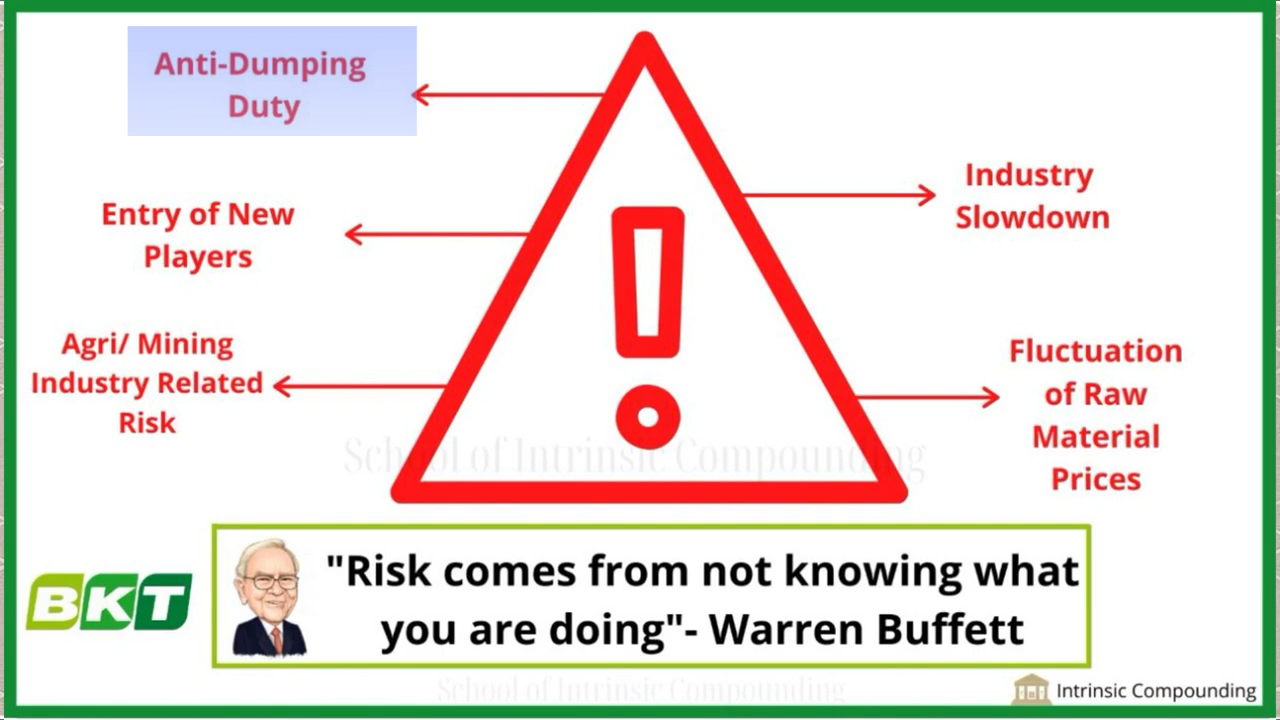 Anti-Dumping
Duty
Entry of New
Players
Agri/ Mining
Industry Related
Risk
Industry
Slowdown
Fluctuation
of Raw
Material
Prices
School of Intrinsic Compounding
BKT
"Risk comes from not knowing what
you are doing"- Warren Buffett
School of Intrinsic Compounding
Intrinsic Compounding